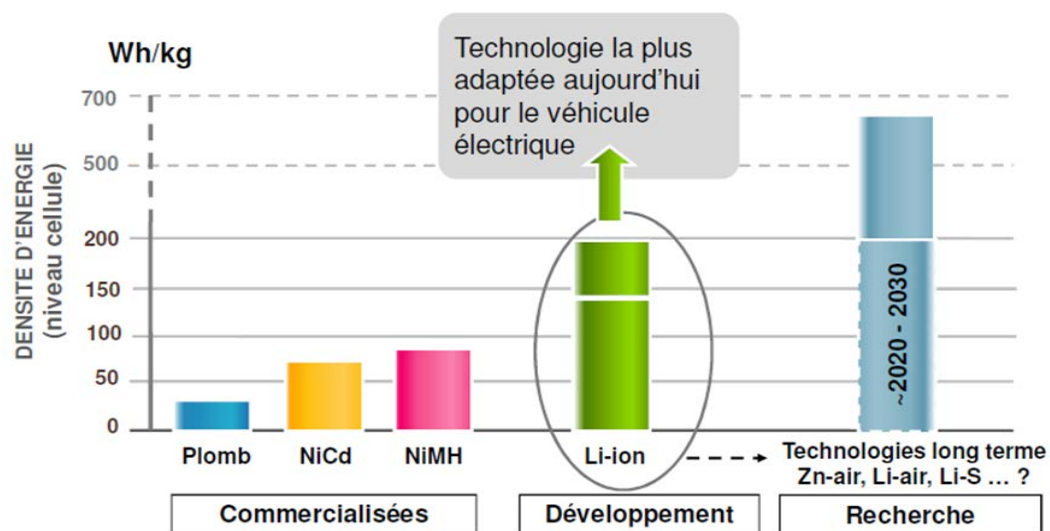 Wh/kg
Technologie la plus
adaptée aujourd'hui
pour le véhicule
électrique
DENSITE D'ENERGIE
(niveau cellule)
700
500
200
150
100
50
0
~2020 - 2030
Plomb
NiCd
NiMH
Li-ion
Technologies long terme
Zn-air, Li-air, Li-S ... ?
Commercialisées
Développement
Recherche